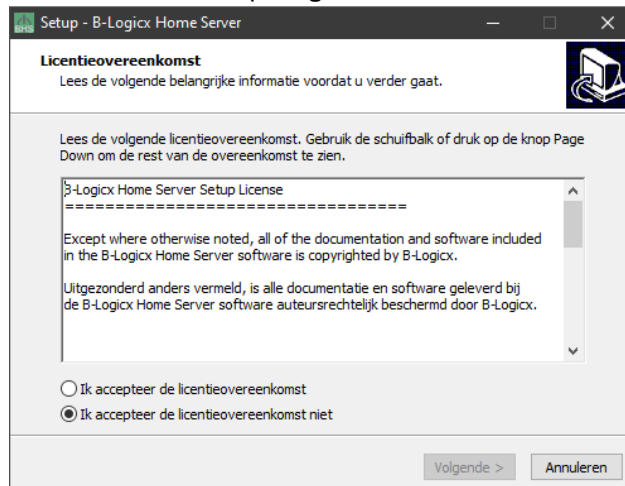 BHS
Setup - B-Logicx Home Server
Licentieovereenkomst
Lees de volgende belangrijke informatie voordat u verder gaat.
Lees de volgende licentieovereenkomst. Gebruik de schuifbalk of druk op de knop Page
Down om de rest van de overeenkomst te zien.
B-Logicx Home Server Setup License
==================================
Except where otherwise noted, all of the documentation and software included
in the B-Logicx Home Server software is copyrighted by B-Logicx.
Uitgezonderd anders vermeld, is alle documentatie en software geleverd bij
de B-Logicx Home Server software auteursrechtelijk beschermd door B-Logicx.
Ik accepteer de licentieovereenkomst
Ik accepteer de licentieovereenkomst niet
Volgende >
Annuleren